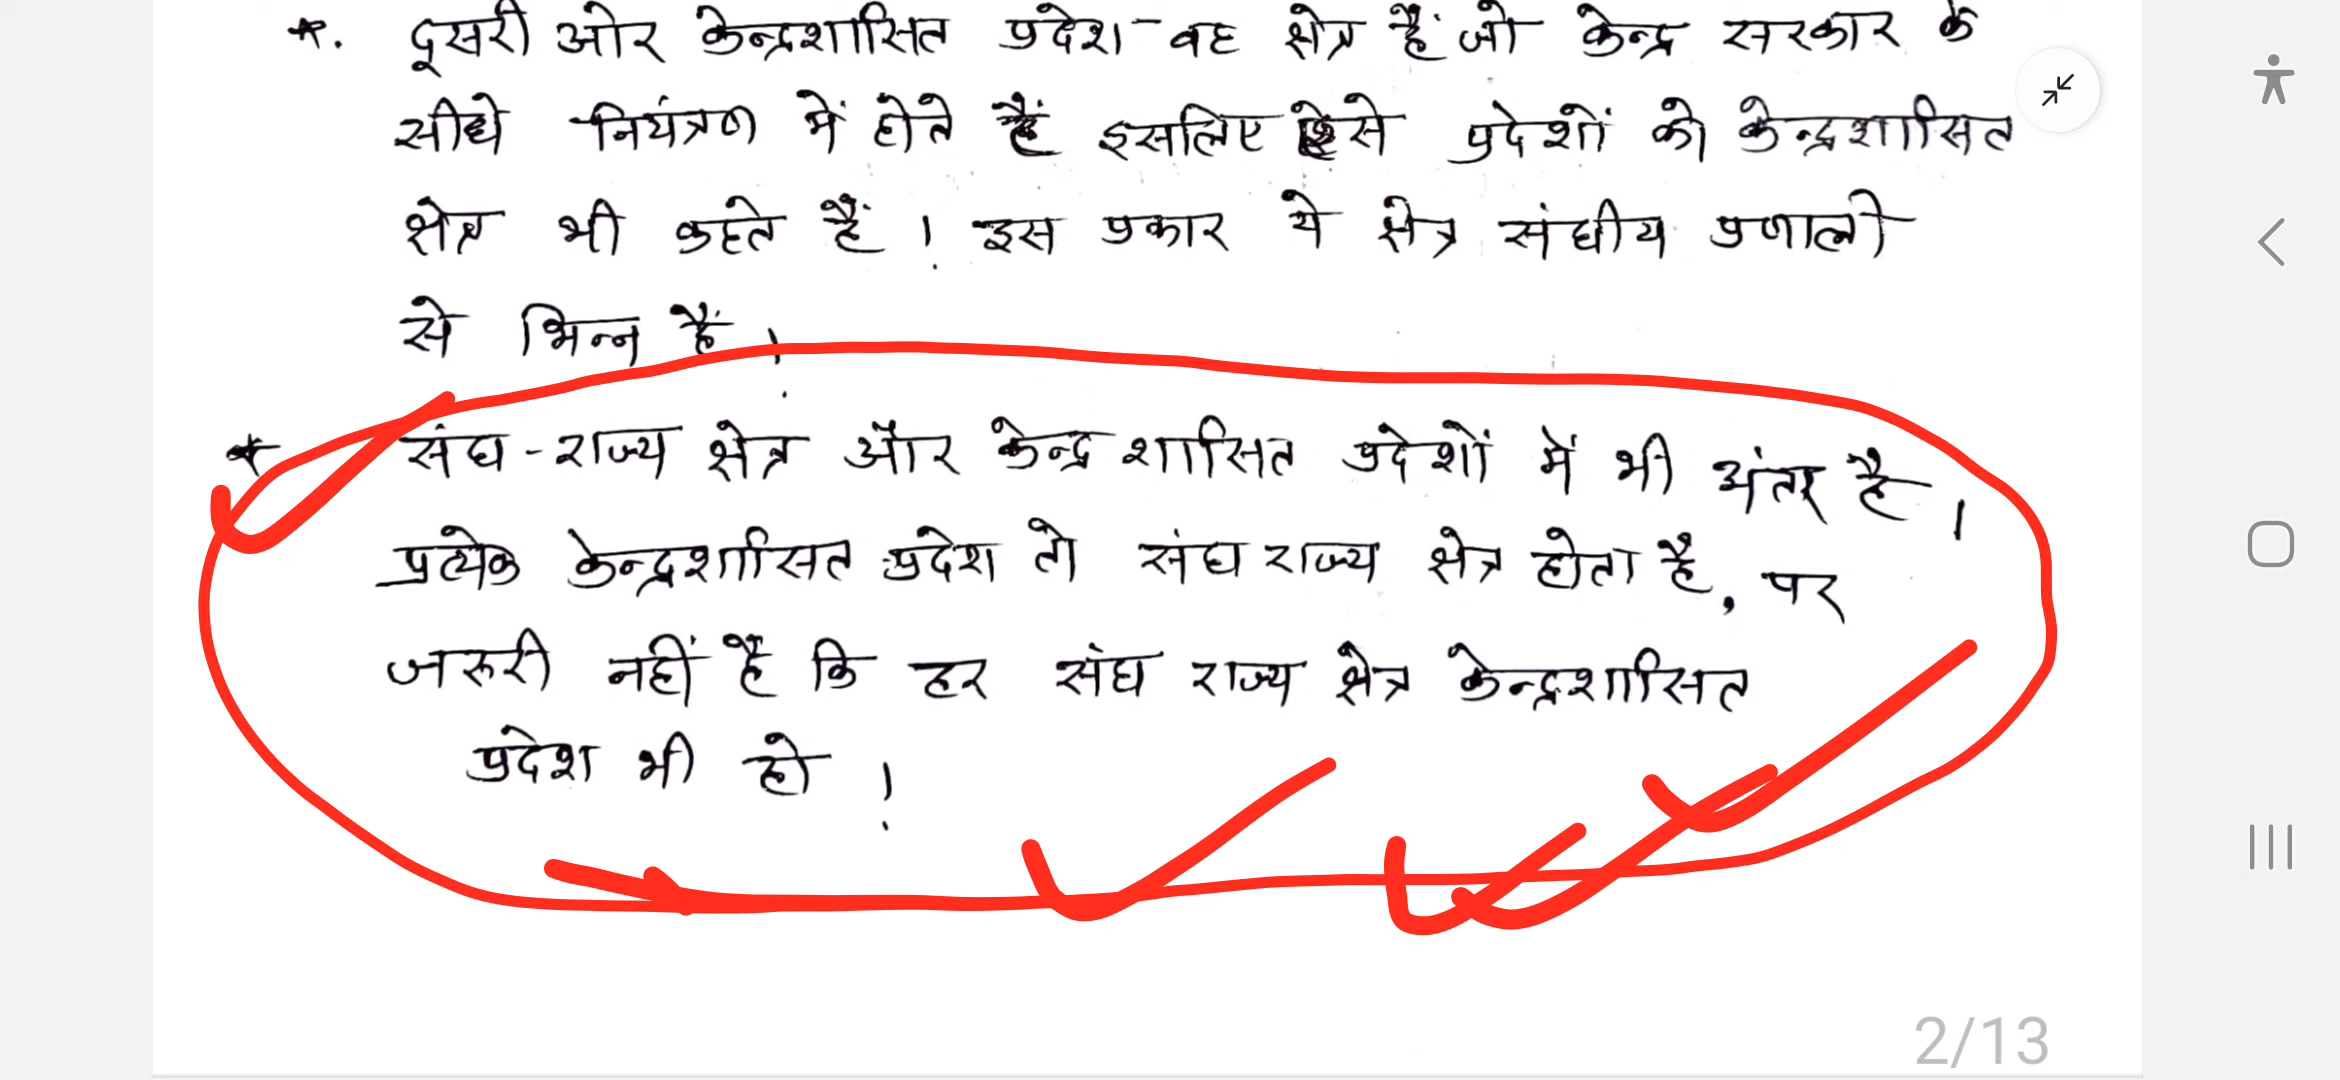 *. दूसरी ओर केन्द्रशासित प्रदेश वह क्षेत्र हैं जो केन्द्र सरकार के
सीधे नियंत्रण में होते हैं इसलिए ऐसे प्रदेशों को केन्द्रशासित
क्षेत्र भी कहते हैं । इस प्रकार ये क्षेत्र संघीय प्रणाली
से भिन्न हैं ।
* संघ-राज्य क्षेत्र और केन्द्र शासित प्रदेशों में भी अंतर है ।
प्रत्येक केन्द्रशासित प्रदेश तो संघ राज्य क्षेत्र होता है, पर
जरूरी नहीं है कि हर संघ राज्य क्षेत्र केन्द्रशासित
प्रदेश भी हो ।
2/13